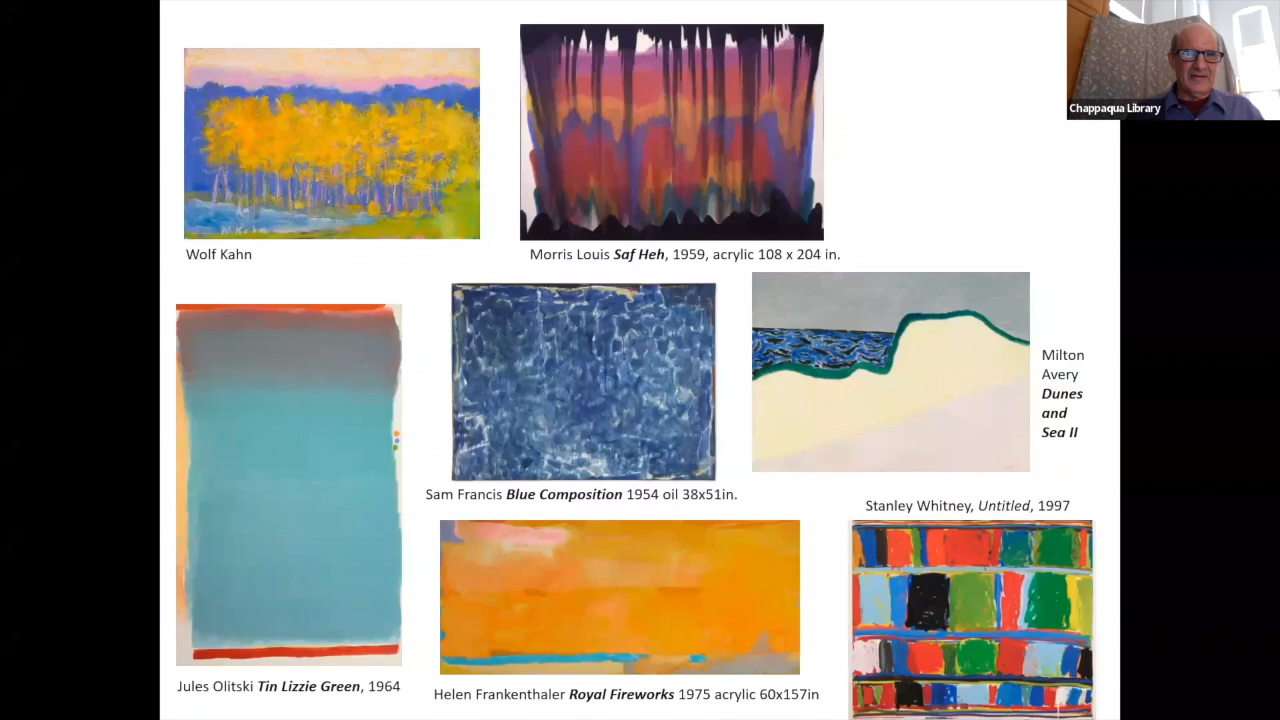 Chappaqua Library
Wolf Kahn
Morris Louis Saf Heh, 1959, acrylic 108 x 204 in.
Milton
Avery
Dunes
and
Sea II
Sam Francis Blue Composition 1954 oil 38x51in.
Stanley Whitney, Untitled, 1997
Jules Olitski Tin Lizzie Green, 1964
Helen Frankenthaler Royal Fireworks 1975 acrylic 60x157in